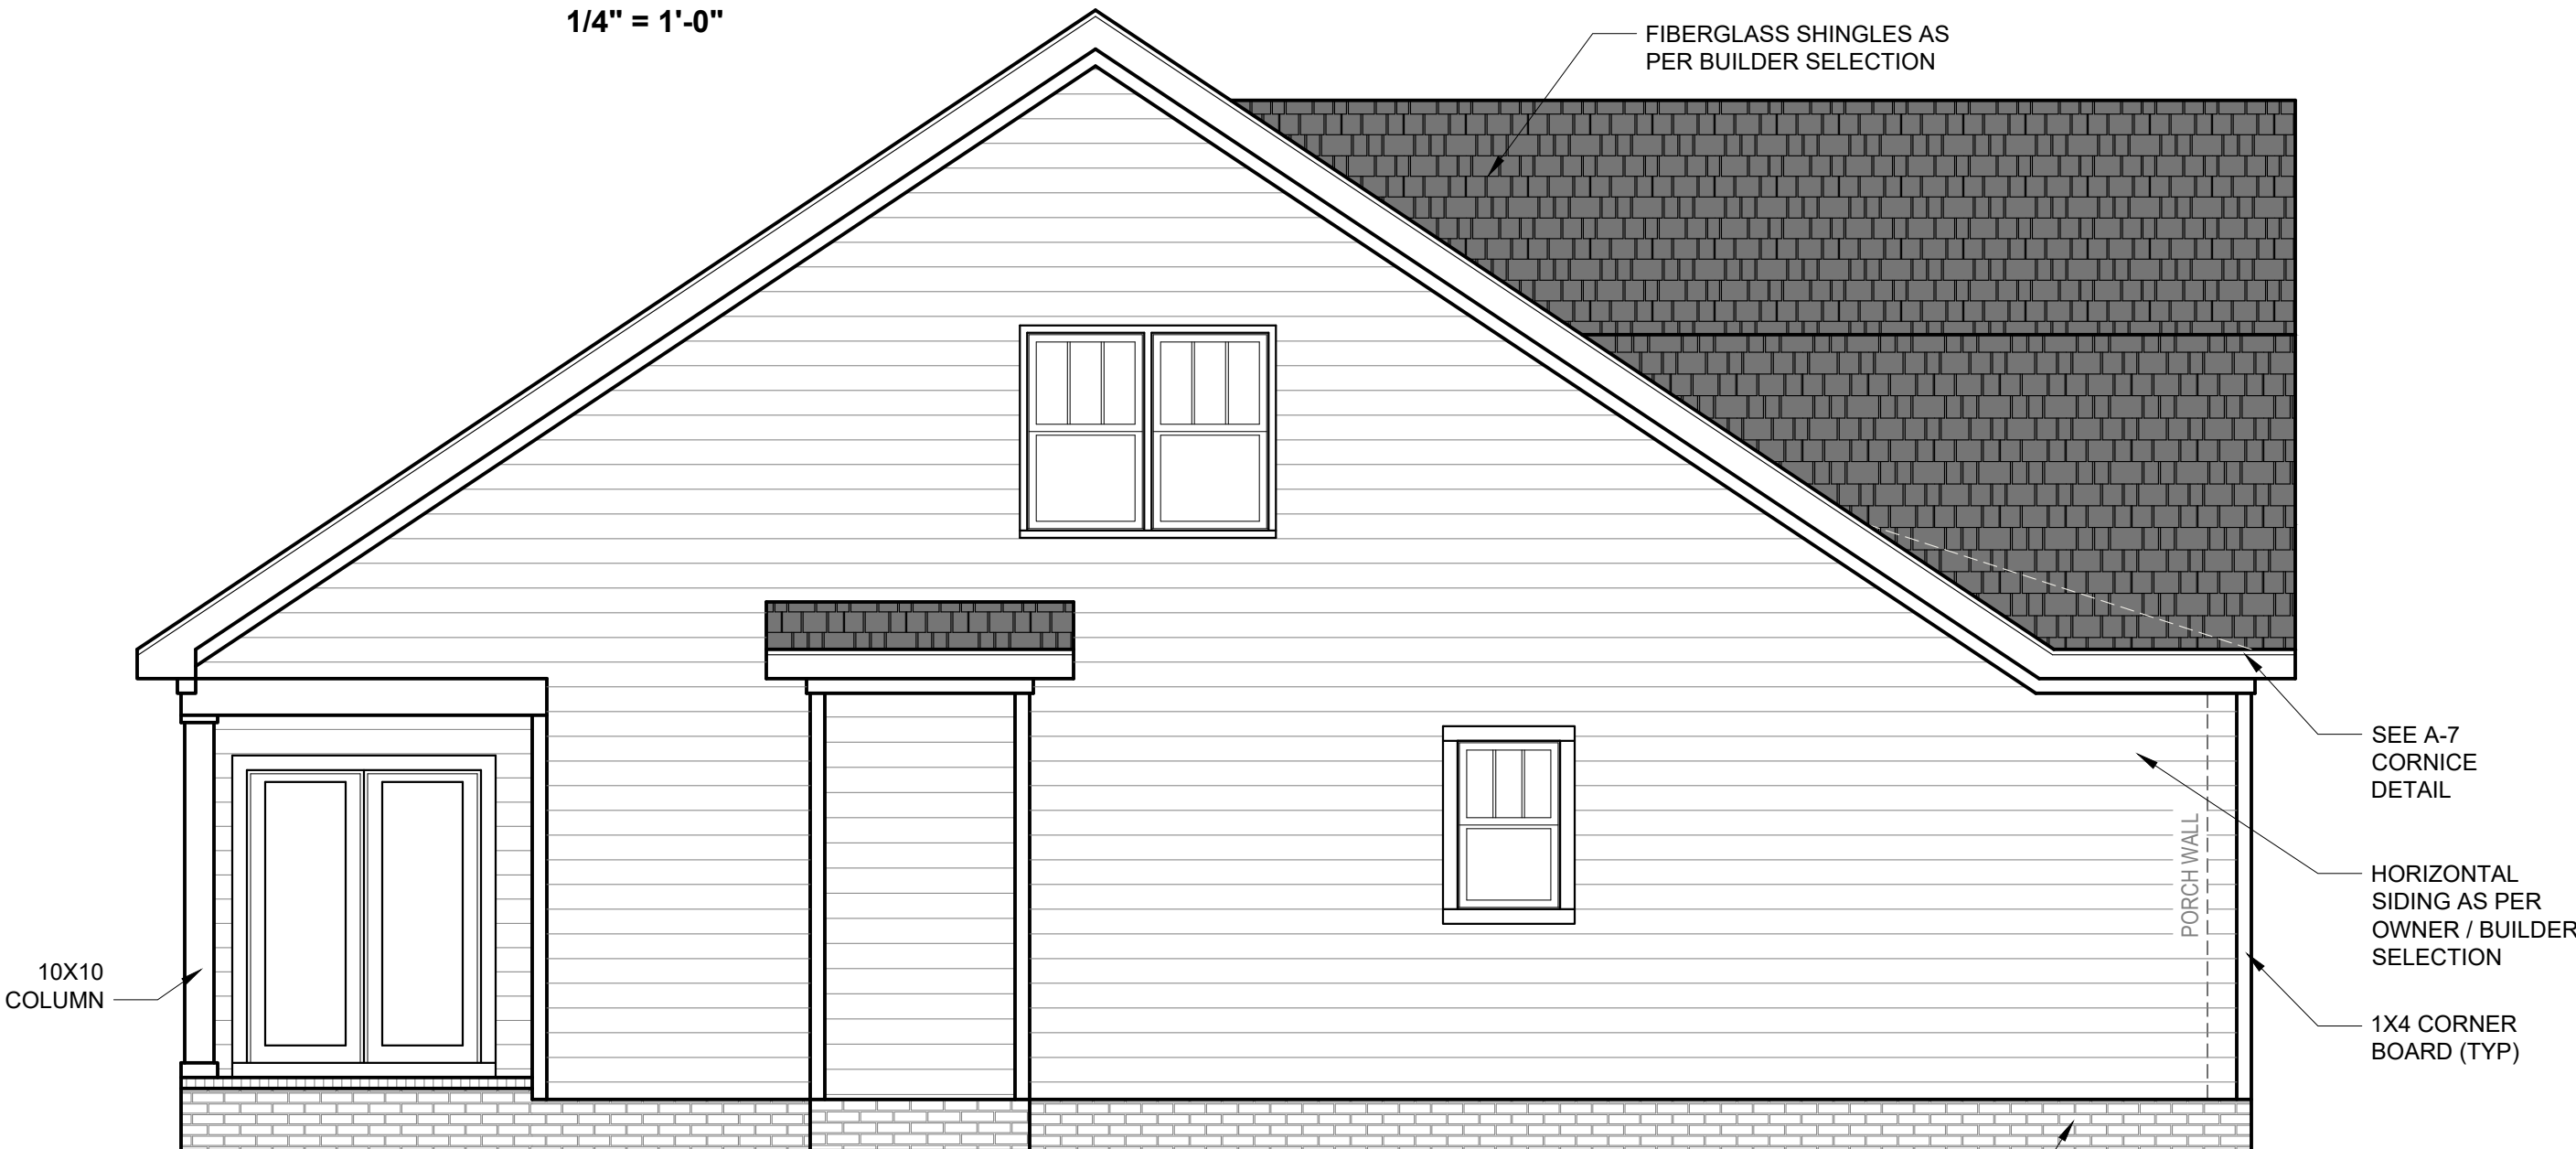 1/4" = 1'-0"
FIBERGLASS SHINGLES AS
PER BUILDER SELECTION
SEE A-7
CORNICE
DETAIL
PORCH WALL
HORIZONTAL
SIDING AS PER
OWNER / BUILDER
SELECTION
10X10
COLUMN
1X4 CORNER
BOARD (TYP)